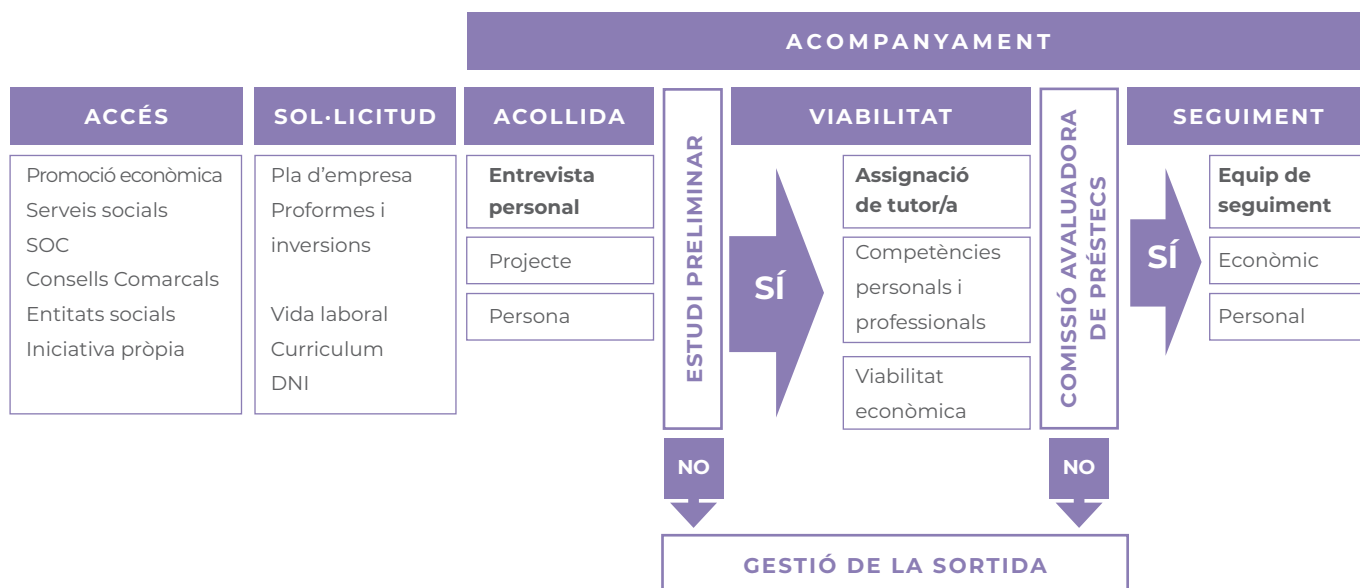 ACOMPANYAMENT
ACCÉS
Promoció econòmica
Serveis socials
SOC
Consells Comarcals
Entitats socials
Iniciativa pròpia
SOL·LICITUD
Pla d’empresa
Proformes i
inversions
Vida laboral
Curriculum
DNI
ACOLLIDA
Entrevista
personal
Projecte
Persona
ESTUDI PRELIMINAR
SÍ
NO
VIABILITAT
Assignació
de tutor/a
Competències
personals i
professionals
Viabilitat
econòmica
COMISSIÓ AVALUADORA
DE PRÉSTECS
SÍ
NO
SEGUIMENT
Equip de
seguiment
Econòmic
Personal
GESTIÓ DE LA SORTIDA